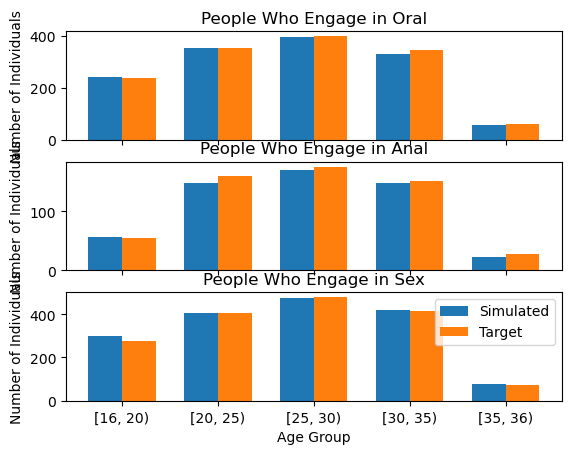 People Who Engage in Oral
Number of Individuals
400
200
0
People Who Engage in Anal
Number of Individuals
100
0
People Who Engage in Sex
Number of Individuals
400
200
0
Simulated
Target
[16, 20)
[20, 25)
[25, 30)
[30, 35)
[35, 36)
Age Group